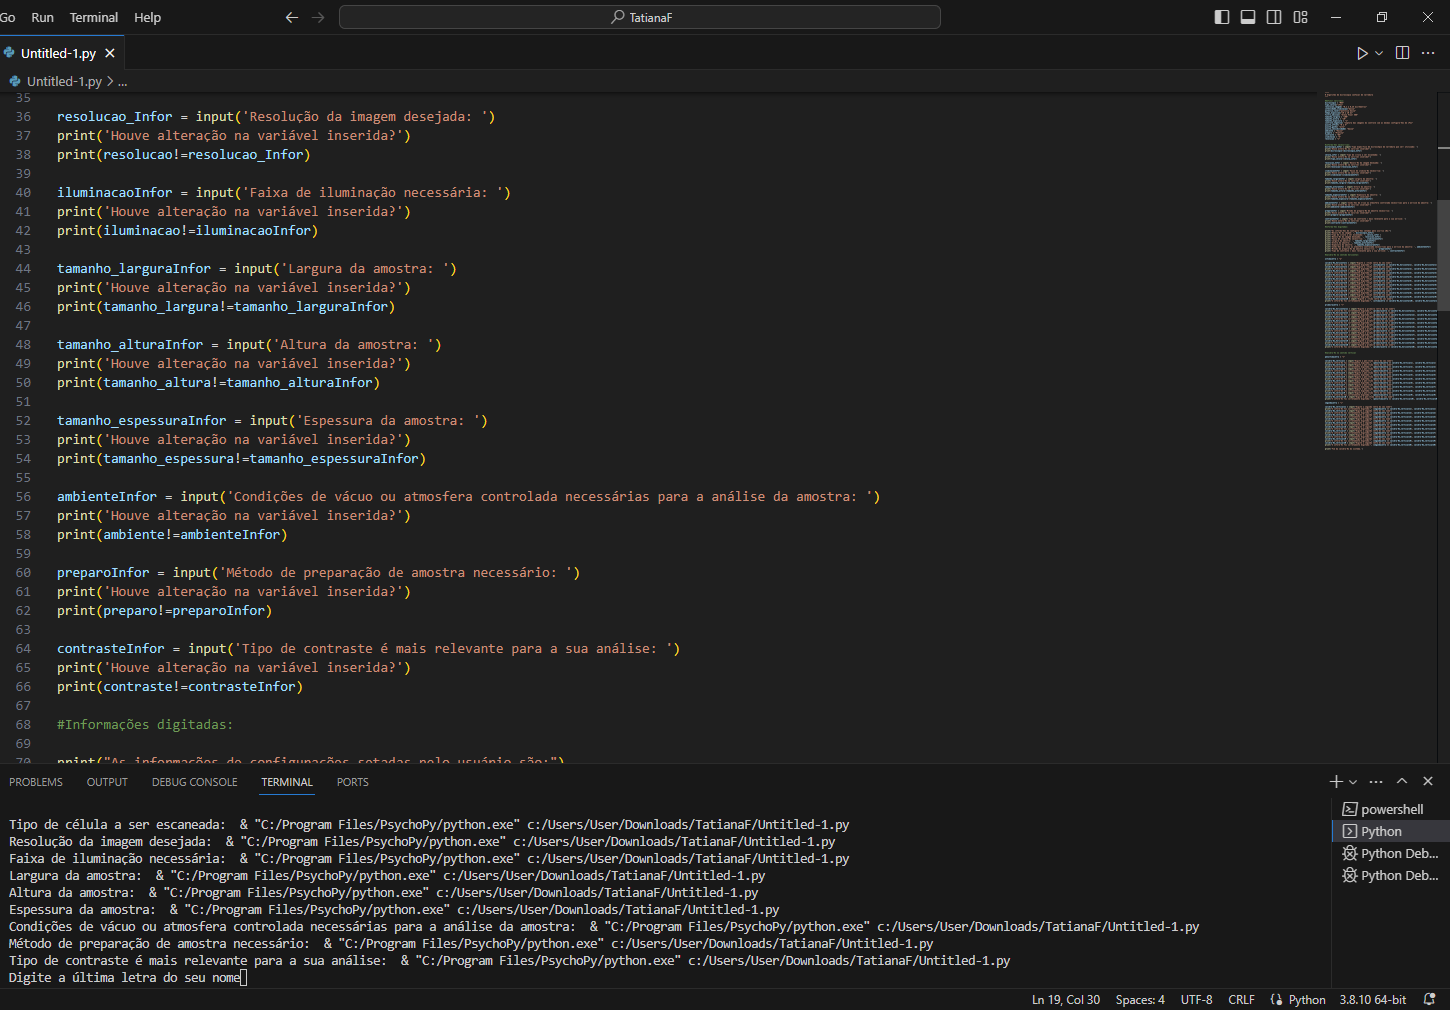 Go Run Terminal Help
TatianaF
Untitled-1.py
Untitled-1.py > ...
35
36 resolucao_Infor = input('Resolução da imagem desejada: ')
37 print('Houve alteração na variável inserida?')
38 print(resolucao!=resolucao_Infor)
39
40 iluminacaoInfor = input('Faixa de iluminação necessária: ')
41 print('Houve alteração na variável inserida?')
42 print(iluminacao!=iluminacaoInfor)
43
44 tamanho_larguraInfor = input('Largura da amostra: ')
45 print('Houve alteração na variável inserida?')
46 print(tamanho_largura!=tamanho_larguraInfor)
47
48 tamanho_alturaInfor = input('Altura da amostra: ')
49 print('Houve alteração na variável inserida?')
50 print(tamanho_altura!=tamanho_alturaInfor)
51
52 tamanho_espessuraInfor = input('Espessura da amostra: ')
53 print('Houve alteração na variável inserida?')
54 print(tamanho_espessura!=tamanho_espessuraInfor)
55
56 ambienteInfor = input('Condições de vácuo ou atmosfera controlada necessárias para a análise da amostra: ')
57 print('Houve alteração na variável inserida?')
58 print(ambiente!=ambienteInfor)
59
60 preparoInfor = input('Método de preparação de amostra necessário: ')
61 print('Houve alteração na variável inserida?')
62 print(preparo!=preparoInfor)
63
64 contrasteInfor = input('Tipo de contraste é mais relevante para a sua análise: ')
65 print('Houve alteração na variável inserida?')
66 print(contraste!=contrasteInfor)
67
68 #Informações digitadas:
69
70 print("As informações de configurações setadas pelo usuário são:")
PROBLEMS OUTPUT DEBUG CONSOLE TERMINAL PORTS
Tipo de célula a ser escaneada:  & "C:/Program Files/PsychoPy/python.exe" c:/Users/User/Downloads/TatianaF/Untitled-1.py
Resolução da imagem desejada:  & "C:/Program Files/PsychoPy/python.exe" c:/Users/User/Downloads/TatianaF/Untitled-1.py
Faixa de iluminação necessária:  & "C:/Program Files/PsychoPy/python.exe" c:/Users/User/Downloads/TatianaF/Untitled-1.py
Largura da amostra:  & "C:/Program Files/PsychoPy/python.exe" c:/Users/User/Downloads/TatianaF/Untitled-1.py
Altura da amostra:  & "C:/Program Files/PsychoPy/python.exe" c:/Users/User/Downloads/TatianaF/Untitled-1.py
Espessura da amostra:  & "C:/Program Files/PsychoPy/python.exe" c:/Users/User/Downloads/TatianaF/Untitled-1.py
Condições de vácuo ou atmosfera controlada necessárias para a análise da amostra:  & "C:/Program Files/PsychoPy/python.exe" c:/Users/User/Downloads/TatianaF/Untitled-1.py
Método de preparação de amostra necessário:  & "C:/Program Files/PsychoPy/python.exe" c:/Users/User/Downloads/TatianaF/Untitled-1.py
Tipo de contraste é mais relevante para a sua análise:  & "C:/Program Files/PsychoPy/python.exe" c:/Users/User/Downloads/TatianaF/Untitled-1.py
Digite a última letra do seu nome
powershell
Python
Python Deb...
Python Deb...
Ln 19, Col 30 Spaces: 4 UTF-8 CRLF Python 3.8.10 64-bit